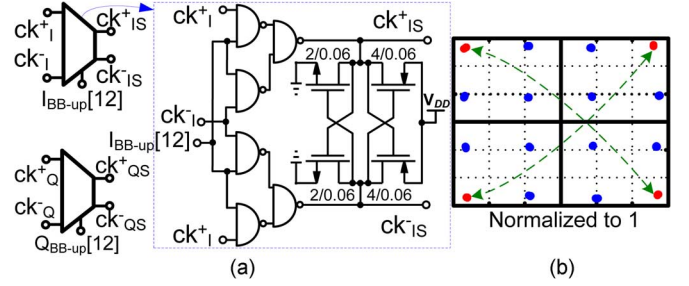 ck+I
ck+IS
ck-I
ck-IS
IBB-up[12]
ck+Q
ck+QS
ck-Q
ck-QS
QBB-up[12]
ck+I
ck+IS
2/0.06
4/0.06
ck-I
IBB-up[12]
VDD
2/0.06
4/0.06
ck+I
ck-IS
(a)
Normalized to 1
(b)